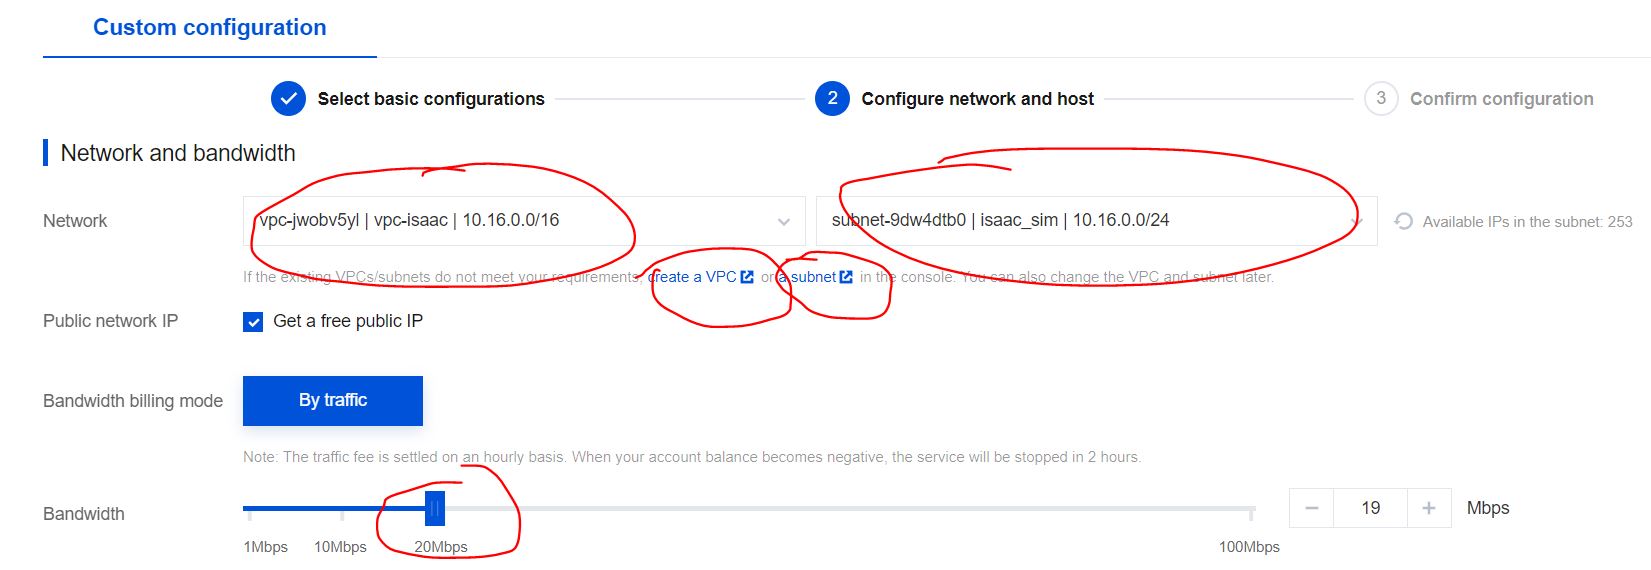 Custom configuration
Select basic configurations
2 Configure network and host
3 Confirm configuration
Network and bandwidth
Network vpc-jwobv5yl | vpc-isaac | 10.16.0.0/16 subnet-9dw4dtb0 | isaac_sim | 10.16.0.0/24 Available IPs in the subnet: 253
If the existing VPCs/subnets do not meet your requirements, create a VPC or a subnet in the console. You can also change the VPC and subnet later.
Public network IP Get a free public IP
Bandwidth billing mode By traffic
Note: The traffic fee is settled on an hourly basis. When your account balance becomes negative, the service will be stopped in 2 hours.
Bandwidth 19 Mbps
1Mbps 10Mbps 20Mbps 100Mbps